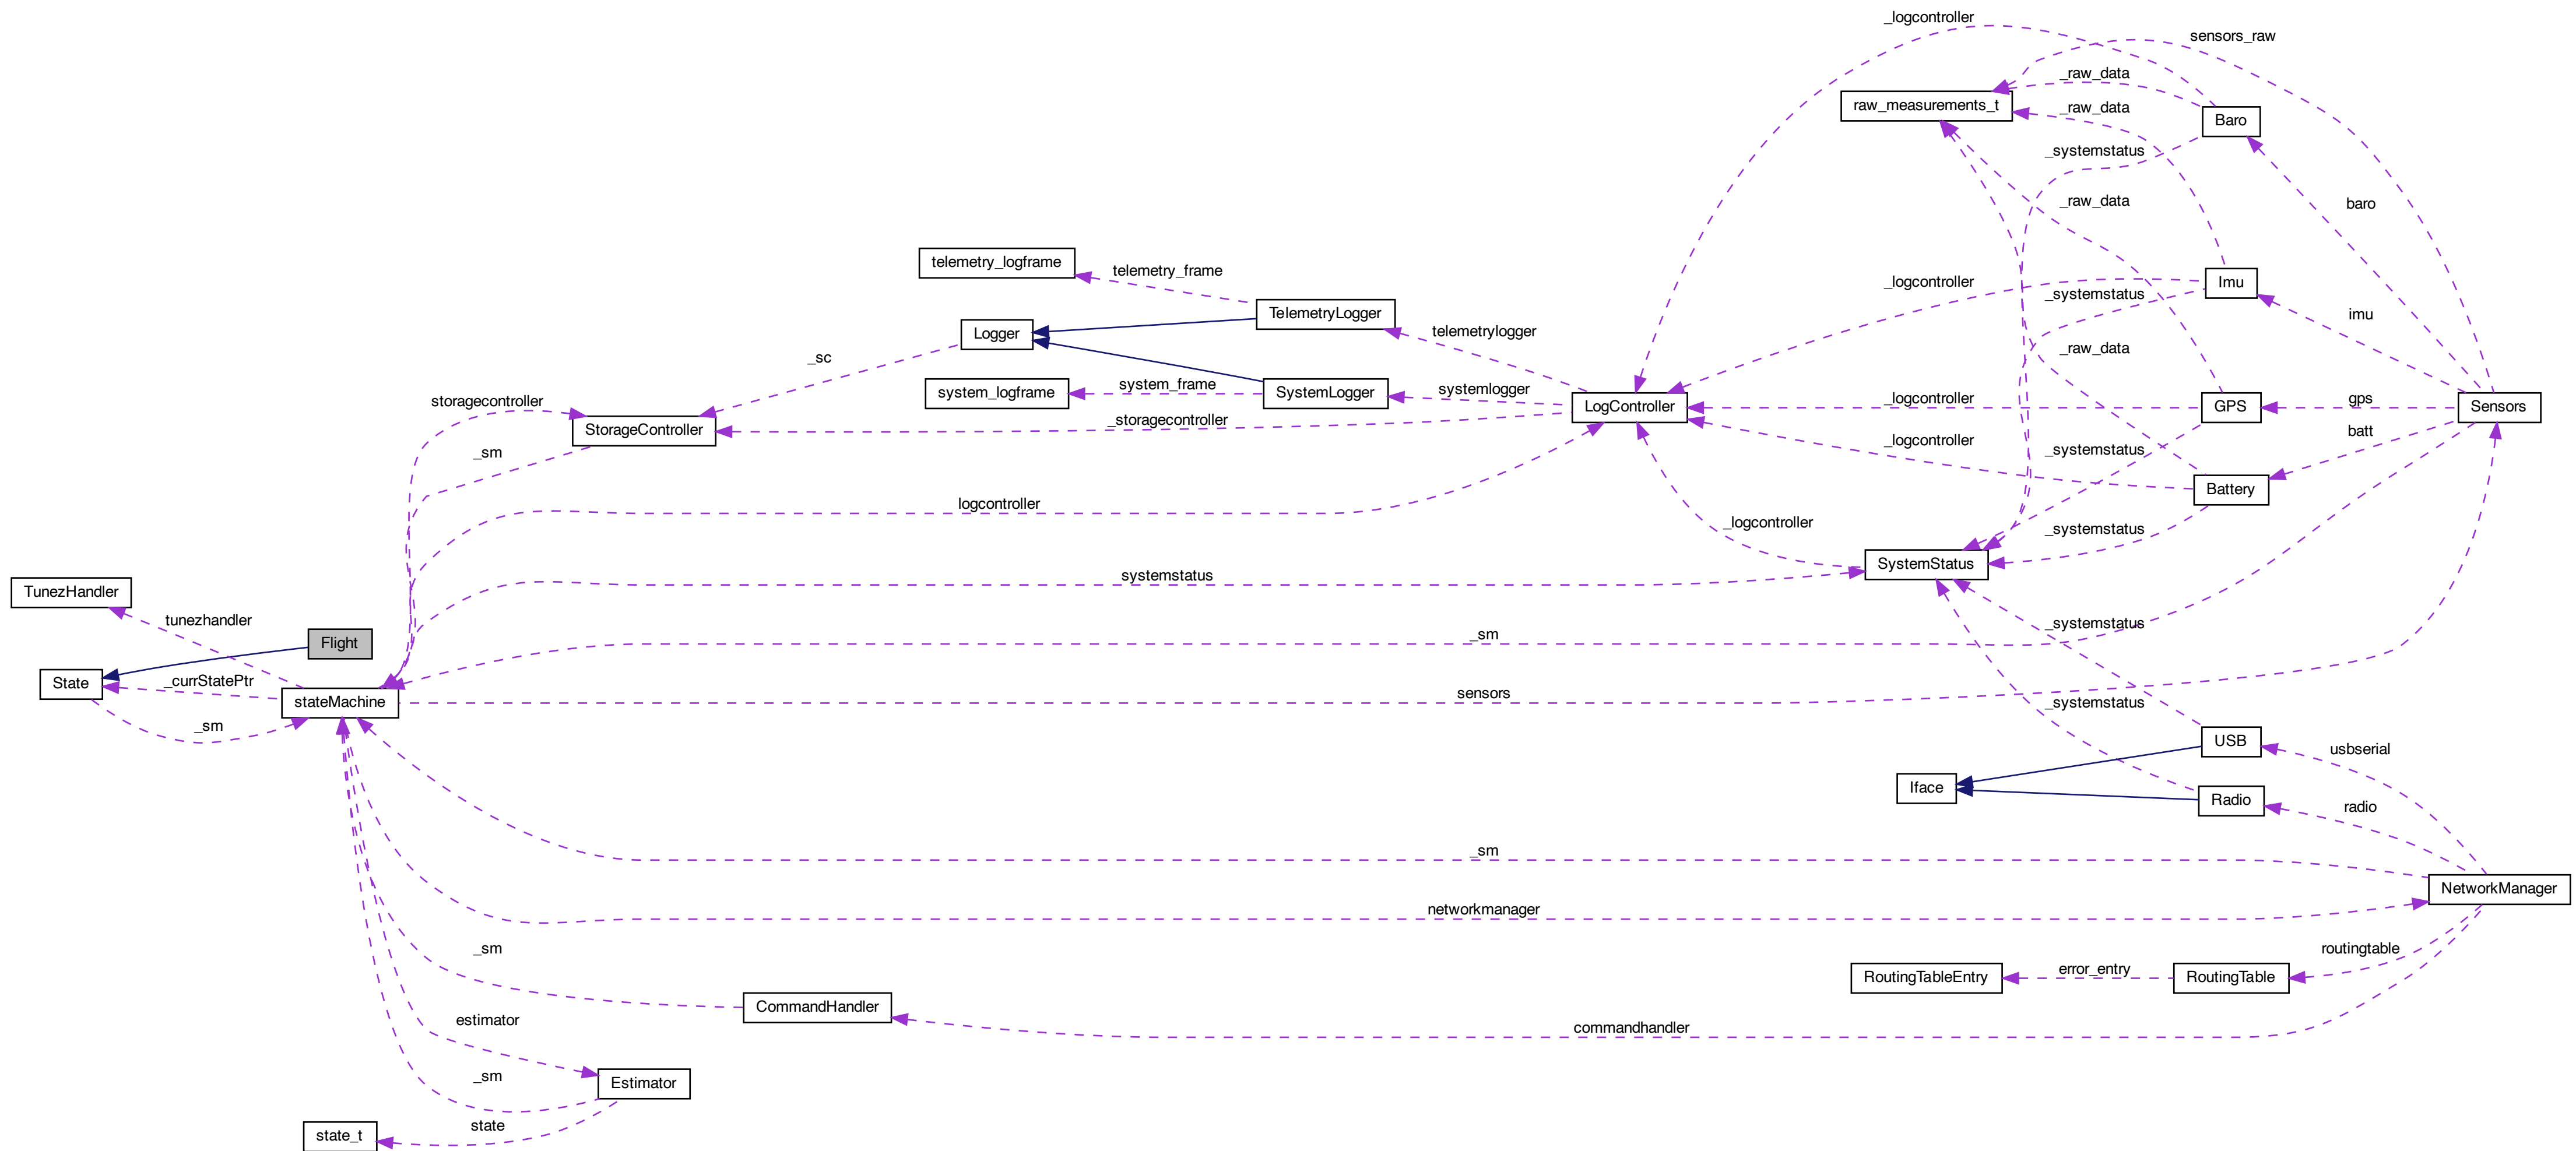 _logcontroller
sensors_raw
_raw_data
raw_measurements_t
_raw_data
Baro
_systemstatus
_raw_data
baro
telemetry_logframe
telemetry_frame
_logcontroller
Imu
_systemstatus
TelemetryLogger
imu
Logger
telemetrylogger
_raw_data
_sc
system_logframe
system_frame
SystemLogger
systemlogger
storagecontroller
LogController
_logcontroller
GPS
gps
Sensors
StorageController
_storagecontroller
batt
_logcontroller
_sm
_systemstatus
Battery
logcontroller
_logcontroller
_systemstatus
SystemStatus
systemstatus
TunezHandler
tunezhandler
_systemstatus
Flight
_sm
State
_currStatePtr
stateMachine
sensors
_systemstatus
_sm
USB
usbserial
Iface
Radio
radio
_sm
NetworkManager
networkmanager
_sm
routingtable
RoutingTableEntry
error_entry
RoutingTable
CommandHandler
estimator
commandhandler
_sm
Estimator
state
state_t